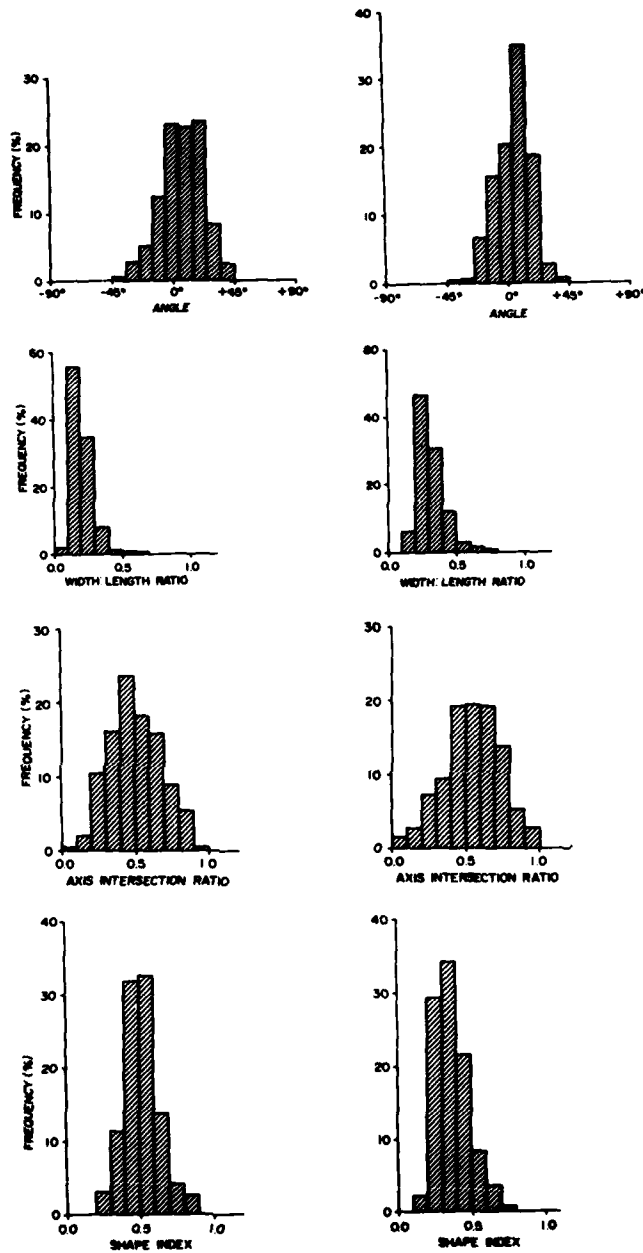 40
30
20
10
0
FREQUENCY (%)
-90° -45° 0° +45° +90°
ANGLE
30
20
10
0
-90° -45° 0° +45° +90°
ANGLE
60
40
20
0
FREQUENCY (%)
0.0 0.5 1.0
WIDTH: LENGTH RATIO
60
40
20
0
0.0 0.5 1.0
WIDTH: LENGTH RATIO
30
20
10
0
FREQUENCY (%)
0.0 0.5 1.0
AXIS INTERSECTION RATIO
30
20
10
0
0.0 0.5 1.0
AXIS INTERSECTION RATIO
40
30
20
10
0
FREQUENCY (%)
0.0 0.5 1.0
SHAPE INDEX
40
30
20
10
0
0.0 0.5 1.0
SHAPE INDEX